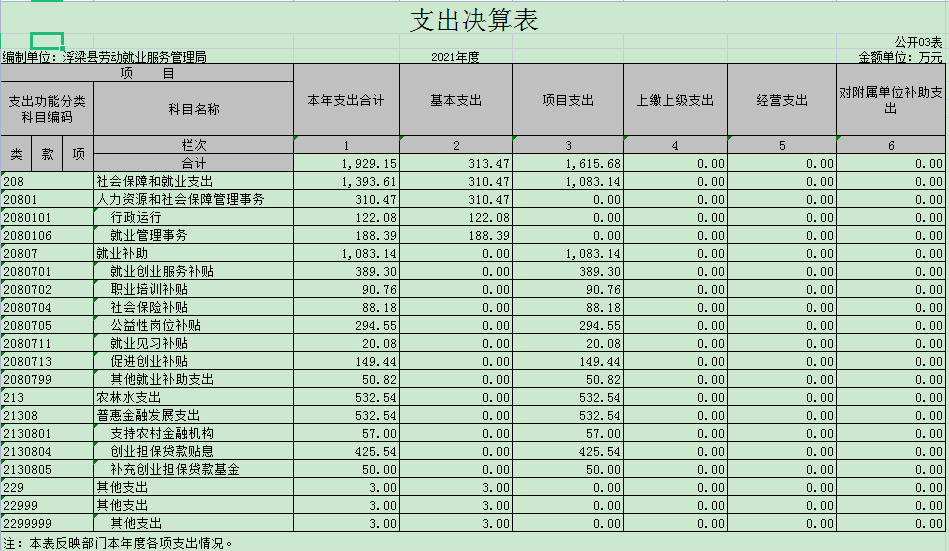 支出决算表
公开03表
编制单位：浮梁县劳动就业服务管理局 2021年度 金额单位：万元
项 目 本年支出合计 基本支出 项目支出 上缴上级支出 经营支出 对附属单位补助支出
支出功能分类科目编码 科目名称
类 款 项 栏次 1 2 3 4 5 6
合计 1,929.15 313.47 1,615.68 0.00 0.00 0.00
208 社会保障和就业支出 1,393.61 310.47 1,083.14 0.00 0.00 0.00
20801 人力资源和社会保障管理事务 310.47 310.47 0.00 0.00 0.00 0.00
2080101 行政运行 122.08 122.08 0.00 0.00 0.00 0.00
2080106 就业管理事务 188.39 188.39 0.00 0.00 0.00 0.00
20807 就业补助 1,083.14 0.00 1,083.14 0.00 0.00 0.00
2080701 就业创业服务补贴 389.30 0.00 389.30 0.00 0.00 0.00
2080702 职业培训补贴 90.76 0.00 90.76 0.00 0.00 0.00
2080704 社会保险补贴 88.18 0.00 88.18 0.00 0.00 0.00
2080705 公益性岗位补贴 294.55 0.00 294.55 0.00 0.00 0.00
2080711 就业见习补贴 20.08 0.00 20.08 0.00 0.00 0.00
2080713 促进创业补贴 149.44 0.00 149.44 0.00 0.00 0.00
2080799 其他就业补助支出 50.82 0.00 50.82 0.00 0.00 0.00
213 农林水支出 532.54 0.00 532.54 0.00 0.00 0.00
21308 普惠金融发展支出 532.54 0.00 532.54 0.00 0.00 0.00
2130801 支持农村金融机构 57.00 0.00 57.00 0.00 0.00 0.00
2130804 创业担保贷款贴息 425.54 0.00 425.54 0.00 0.00 0.00
2130805 补充创业担保贷款基金 50.00 0.00 50.00 0.00 0.00 0.00
229 其他支出 3.00 3.00 0.00 0.00 0.00 0.00
22999 其他支出 3.00 3.00 0.00 0.00 0.00 0.00
2299999 其他支出 3.00 3.00 0.00 0.00 0.00 0.00
注：本表反映部门本年度各项支出情况。